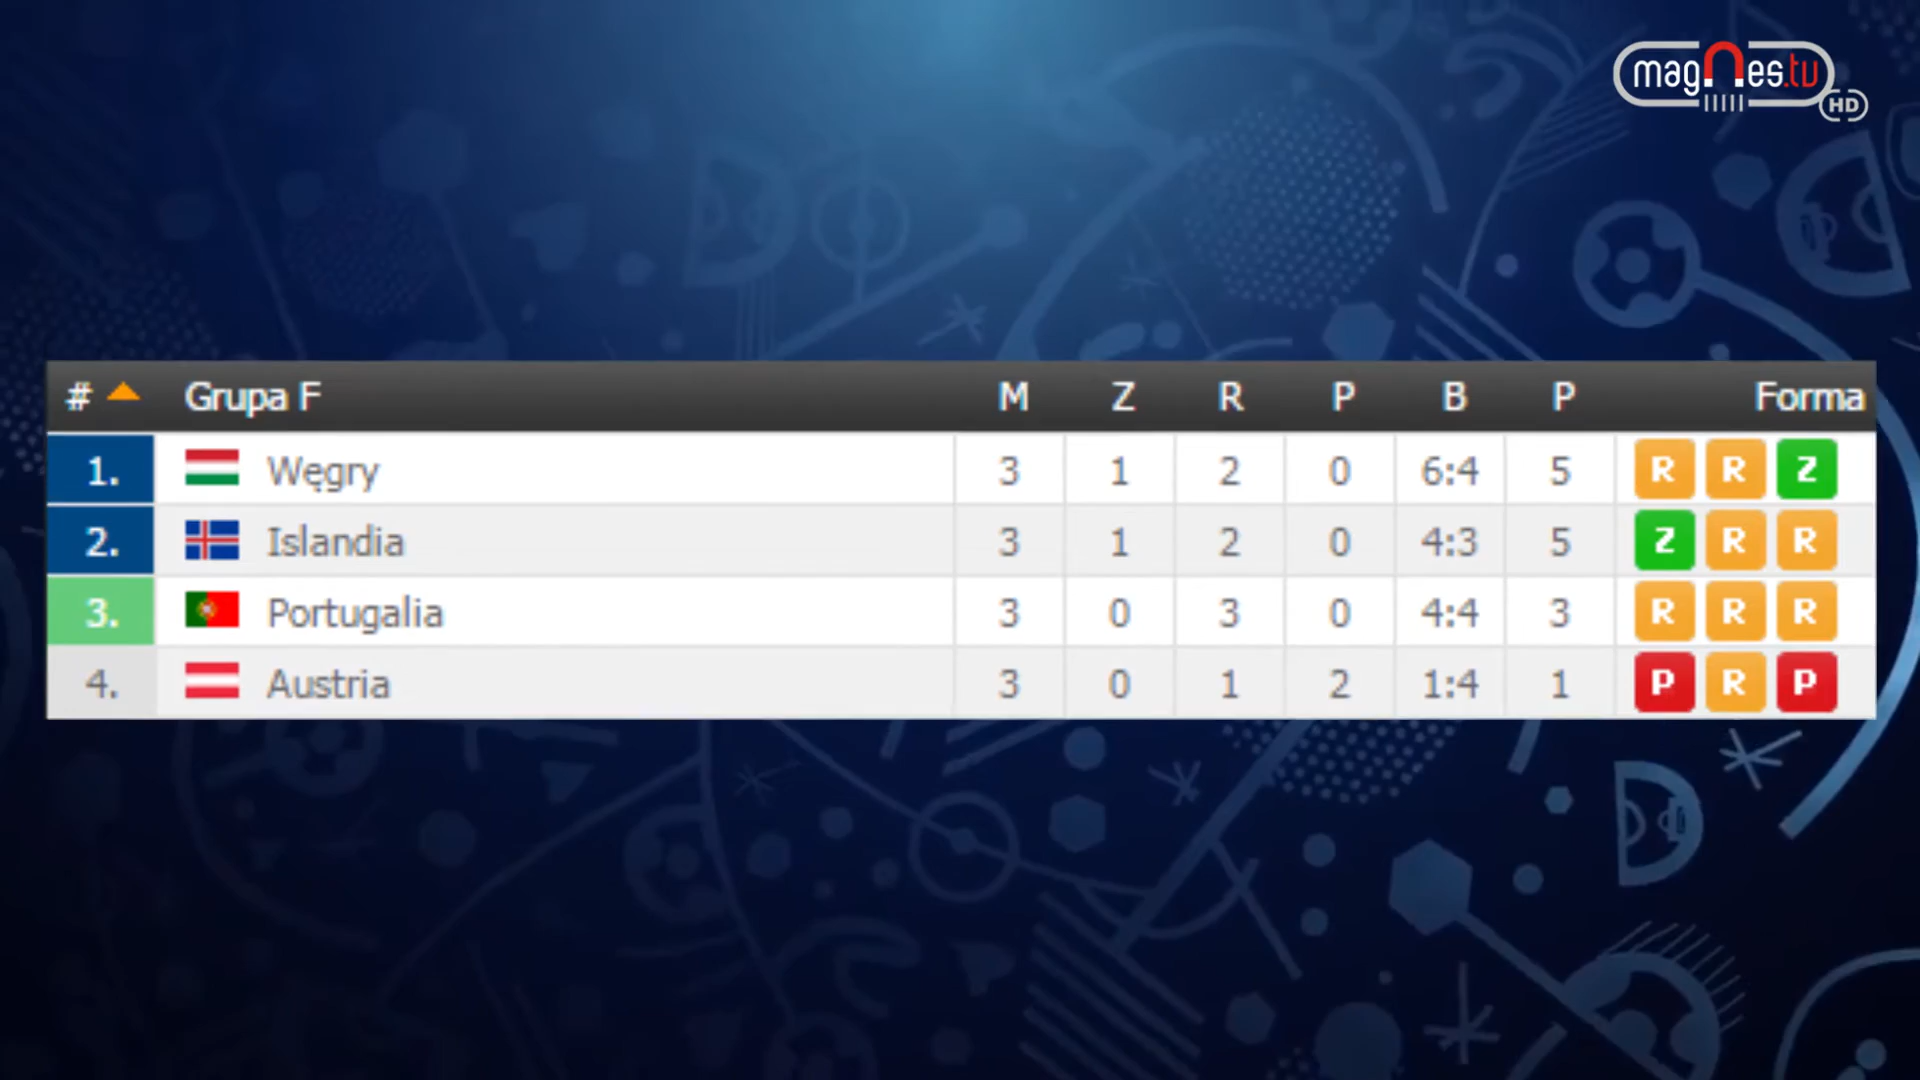 magnes.tv
HD
# Grupa F M Z R P B P Forma
1. Węgry 3 1 2 0 6:4 5 R R Z
2. Islandia 3 1 2 0 4:3 5 Z R R
3. Portugalia 3 0 3 0 4:4 3 R R R
4. Austria 3 0 1 2 1:4 1 P R P